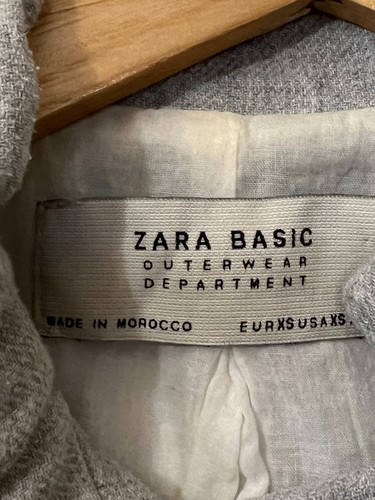 ZARA BASIC
OUTERWEAR
DEPARTMENT
MADE IN MOROCCO EUR XS USA XS